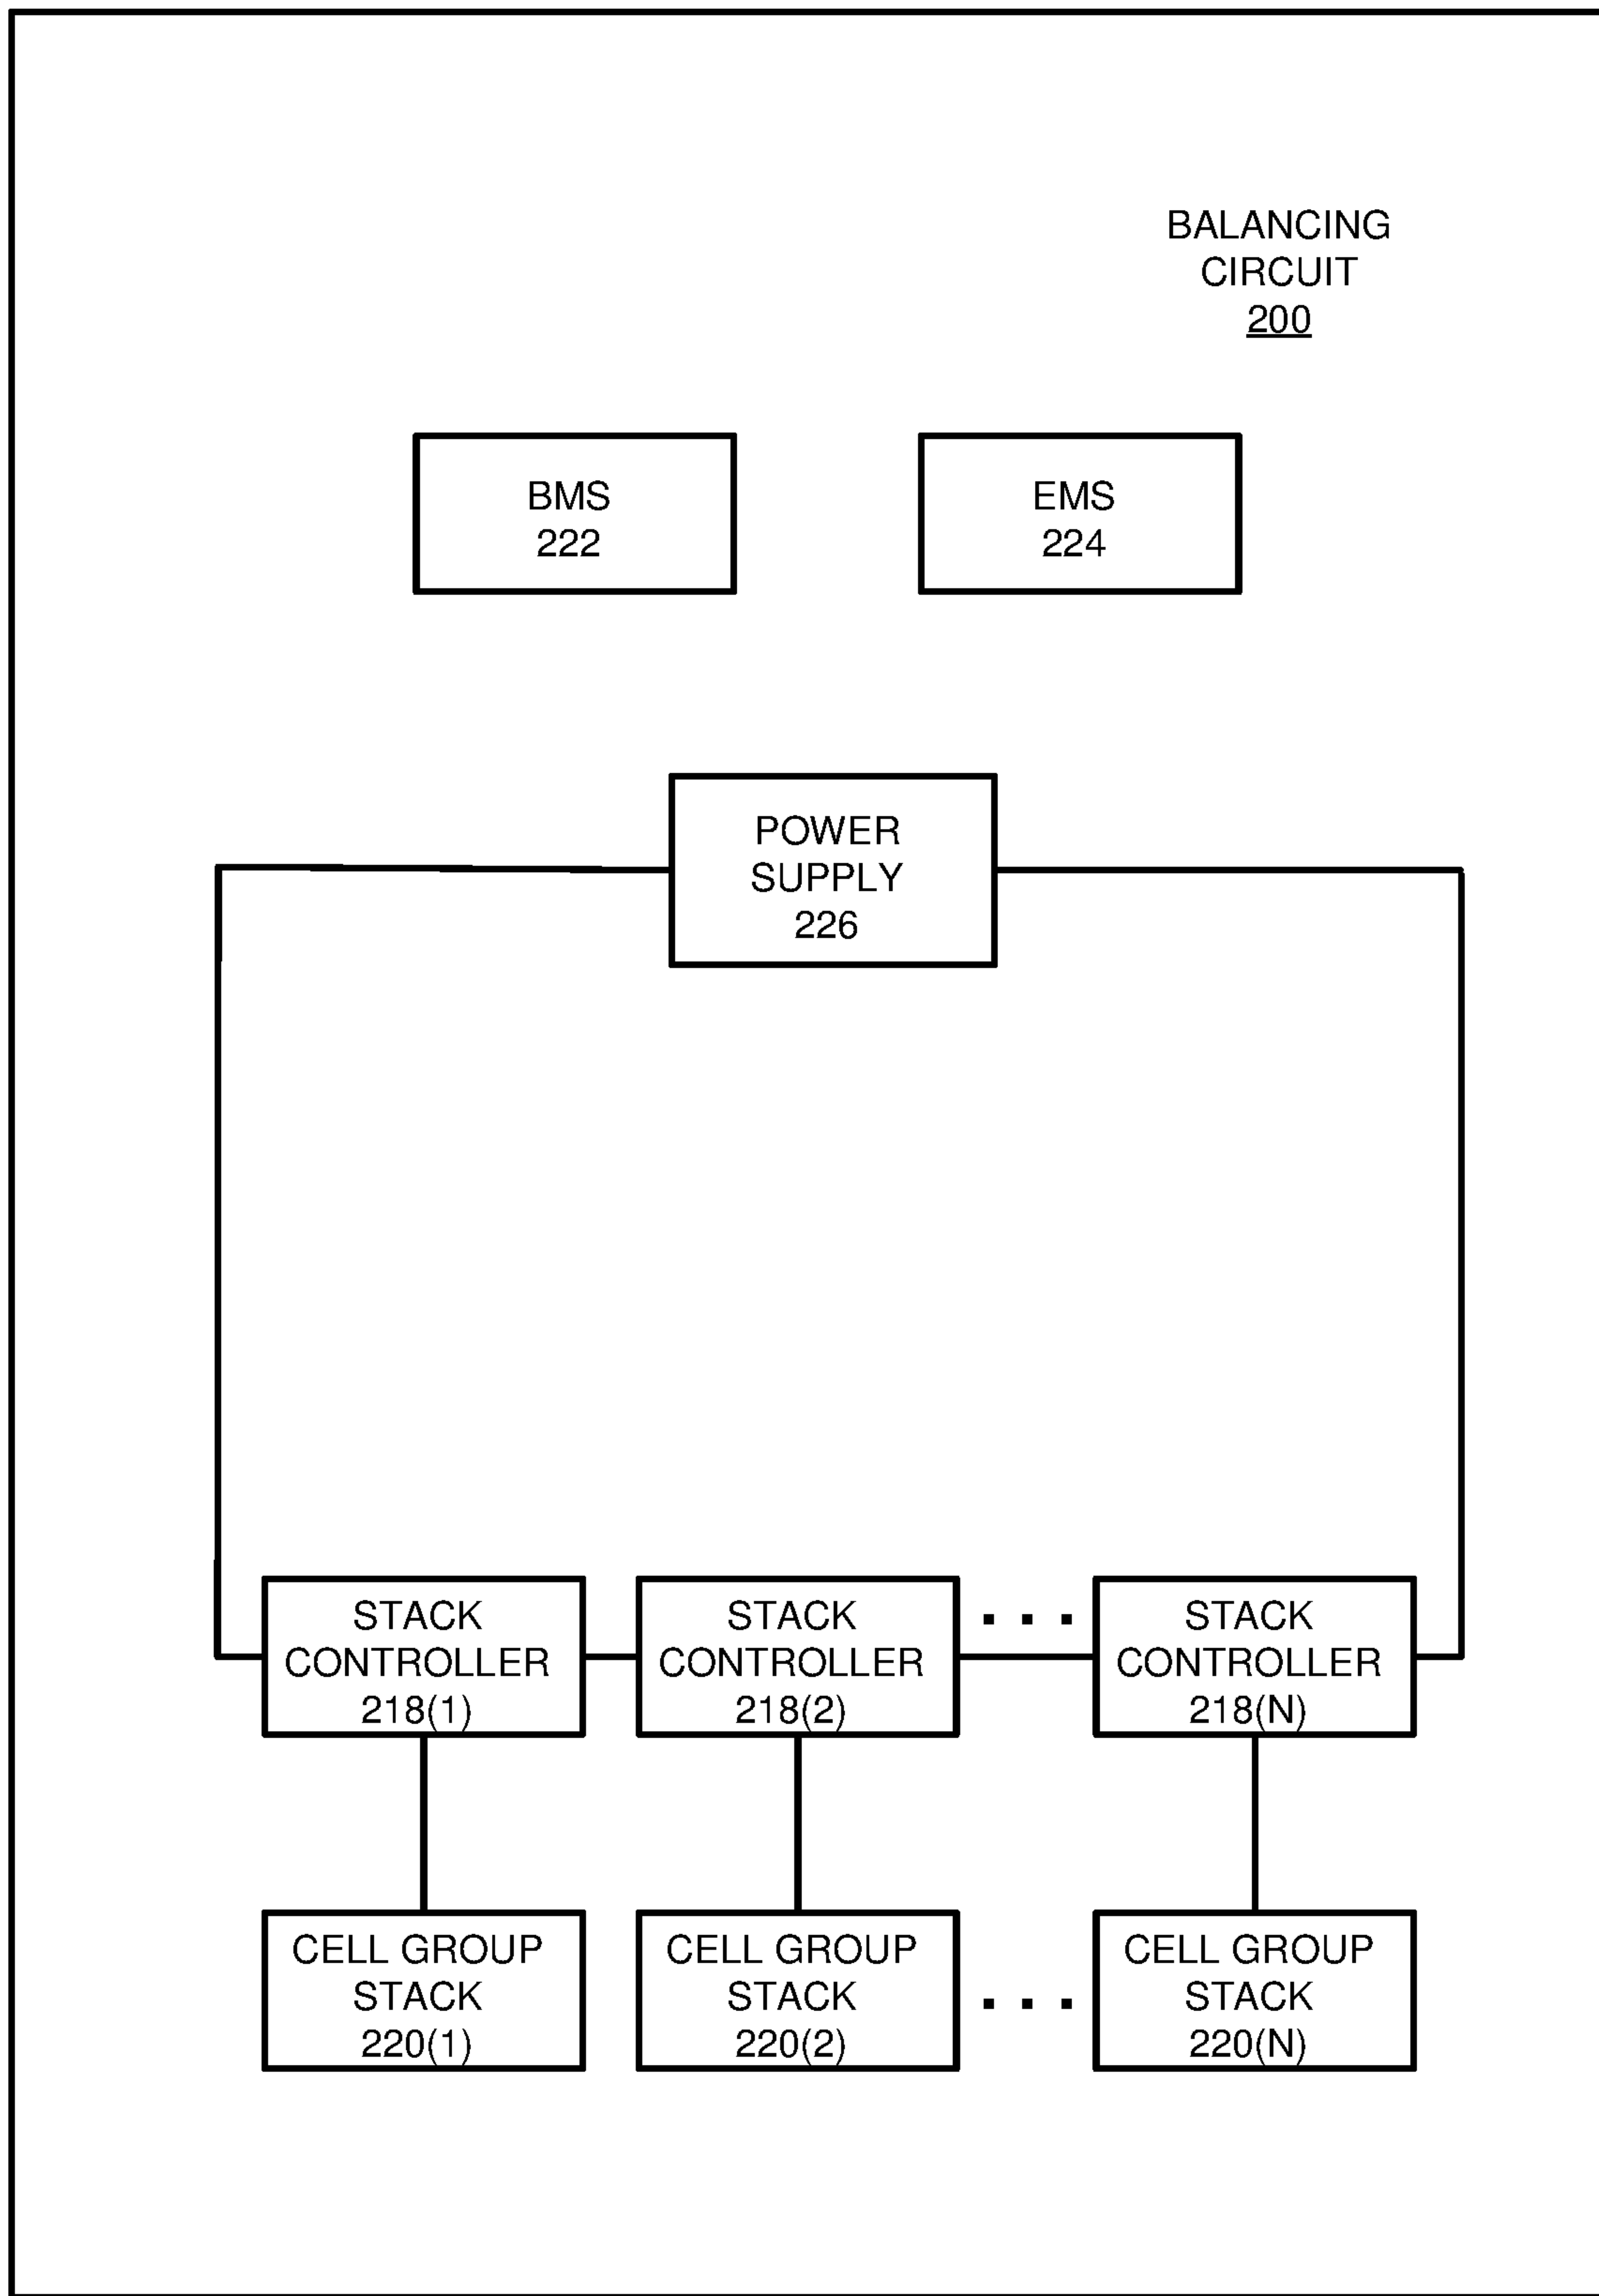 BALANCING
CIRCUIT
200
BMS
222
EMS
224
POWER
SUPPLY
226
STACK
CONTROLLER
218(1)
STACK
CONTROLLER
218(2)
. . .
STACK
CONTROLLER
218(N)
CELL GROUP
STACK
220(1)
CELL GROUP
STACK
220(2)
. . .
CELL GROUP
STACK
220(N)